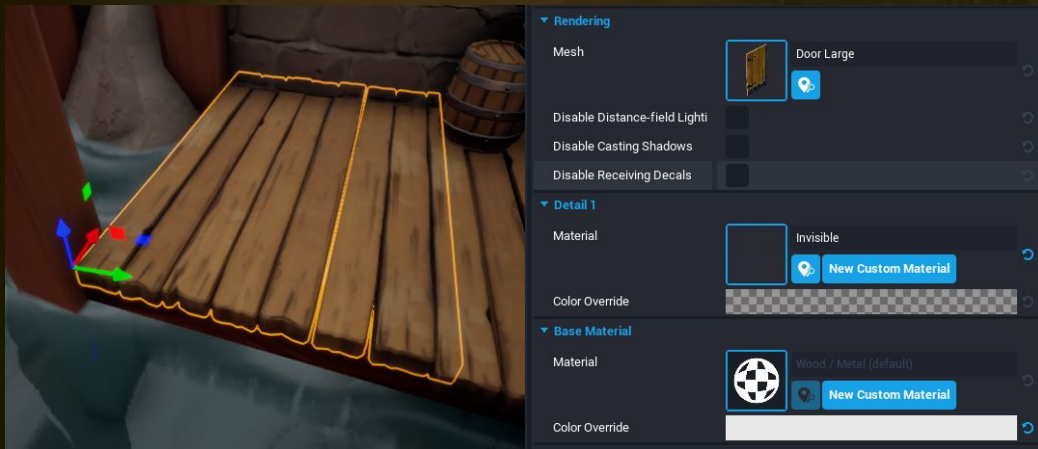 Rendering
Mesh
Door Large
Disable Distance-field Lighti
Disable Casting Shadows
Disable Receiving Decals
Detail 1
Material
Invisible
New Custom Material
Color Override
Base Material
Material
Wood / Metal (default)
New Custom Material
Color Override